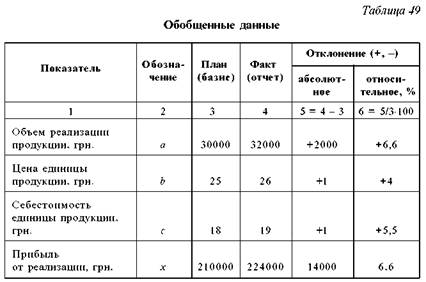 Таблица 49
Обобщенные данные
Показатель
Обозна-
чение
План
(базис)
Факт
(отчет)
Отклонение (+, –)
абсолют-
ное
относи-
тельное, %
1
2
3
4
5 = 4 – 3
6 = 5/3·100
Объем реализации
продукции. грн.
a
30000
32000
+2000
+6,6
Цена единицы
продукции. грн.
b
25
26
+1
+4
Себестоимость
единицы продукции.
грн.
c
18
19
+1
+5,5
Прибыль
от реализации, грн.
x
210000
224000
14000
6.6